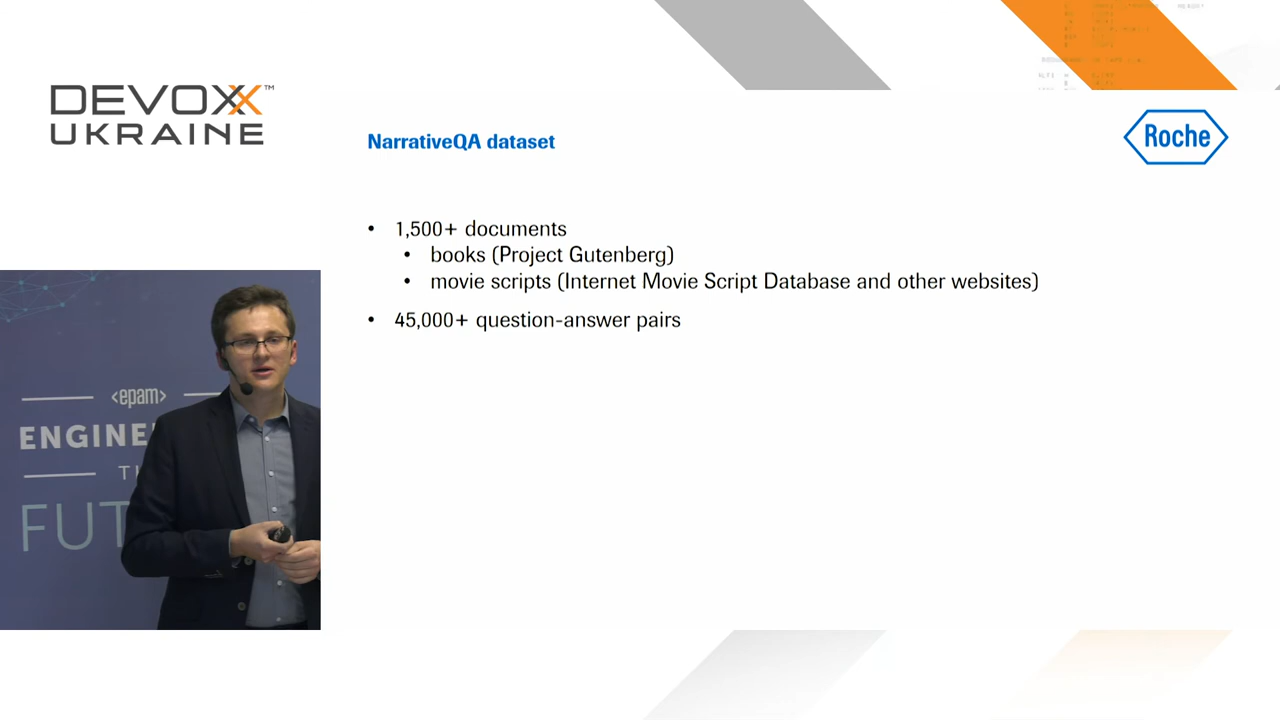 DEVOXX™
UKRAINE
NarrativeQA dataset
Roche
• 1,500+ documents
• books (Project Gutenberg)
• movie scripts (Internet Movie Script Database and other websites)
• 45,000+ question-answer pairs
<epam>
ENGINE
T
FUT